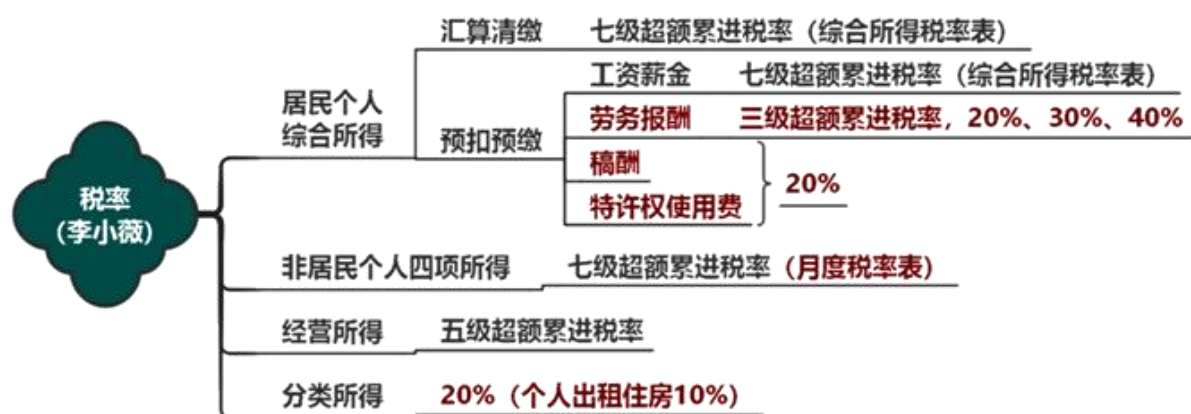 税率
（李小薇）
居民个人
综合所得
汇算清缴 七级超额累进税率（综合所得税率表）
预扣预缴
工资薪金 七级超额累进税率（综合所得税率表）
劳务报酬 三级超额累进税率，20%、30%、40%
稿酬
特许权使用费
20%
非居民个人四项所得 七级超额累进税率（月度税率表）
经营所得 五级超额累进税率
分类所得 20%（个人出租住房10%）